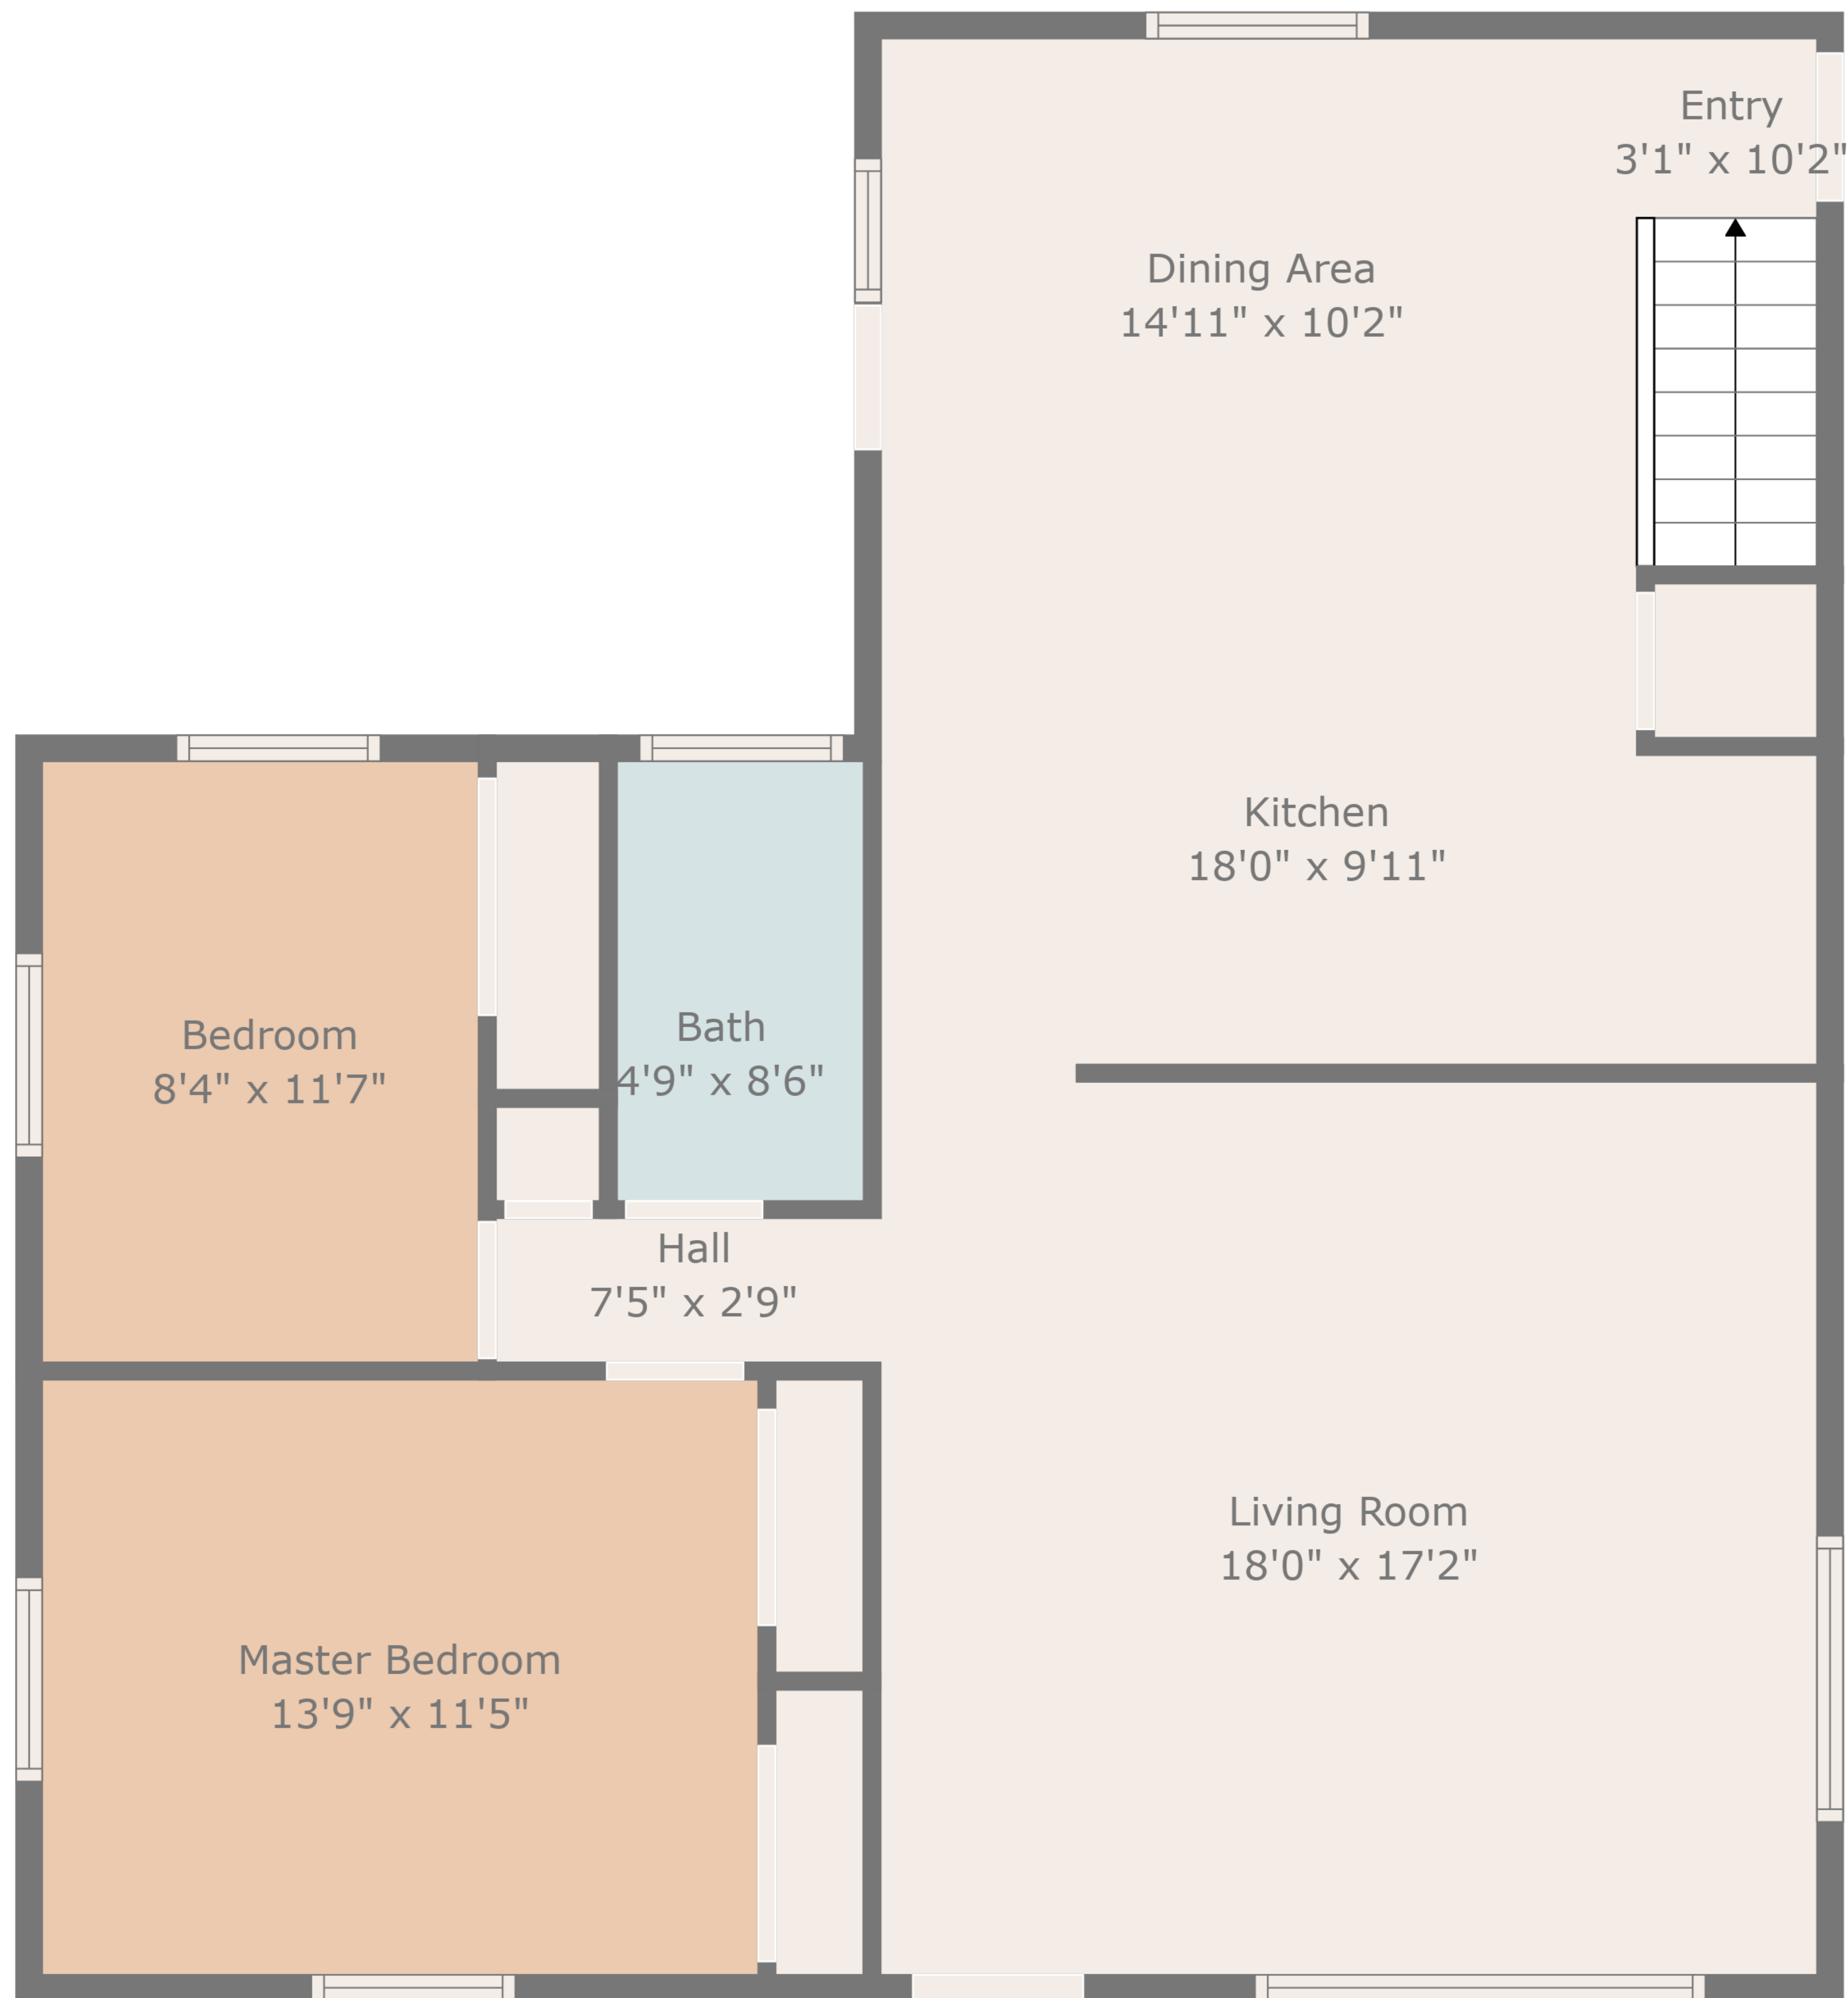 Entry
3'1" x 10'2"
Dining Area
14'11" x 10'2"
Kitchen
18'0" x 9'11"
Bedroom
8'4" x 11'7"
Bath
4'9" x 8'6"
Hall
7'5" x 2'9"
Living Room
18'0" x 17'2"
Master Bedroom
13'9" x 11'5"